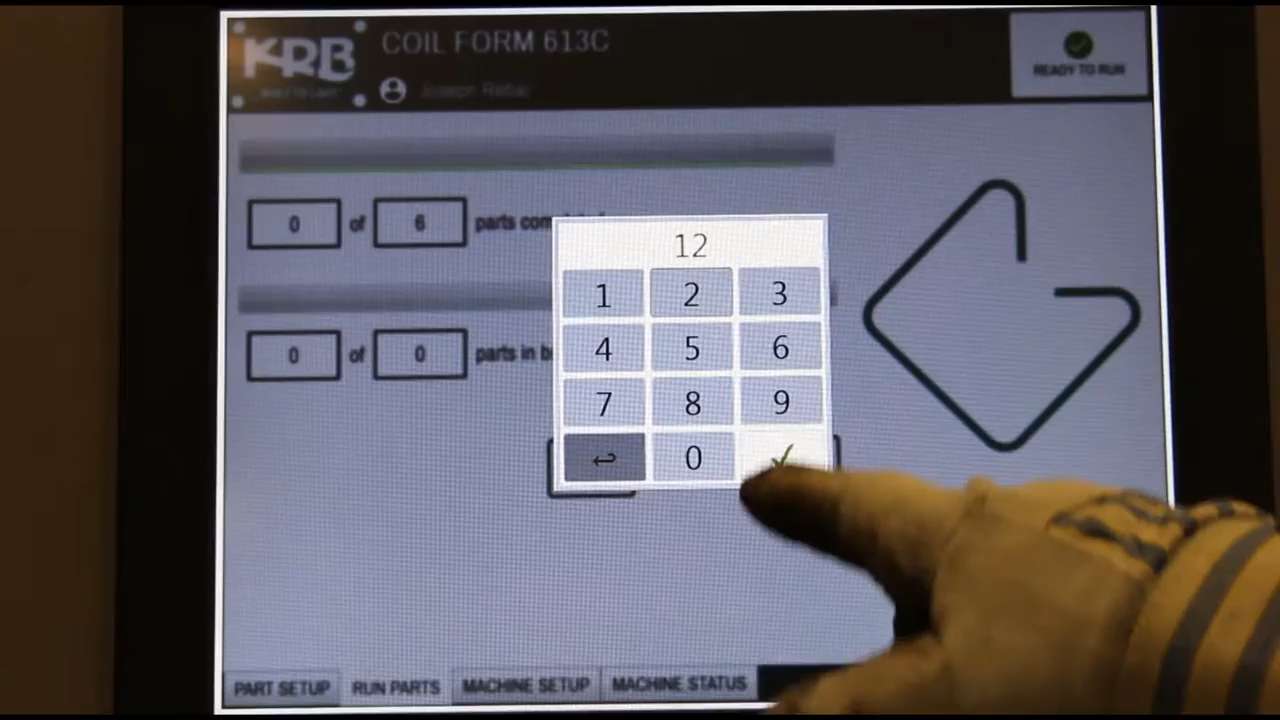 KRB
COIL FORM 613C
READY TO RUN
0 of 6 parts
0 of 0 parts in
12
1 2 3
4 5 6
7 8 9
0
PART SETUP RUN PARTS MACHINE SETUP MACHINE STATUS